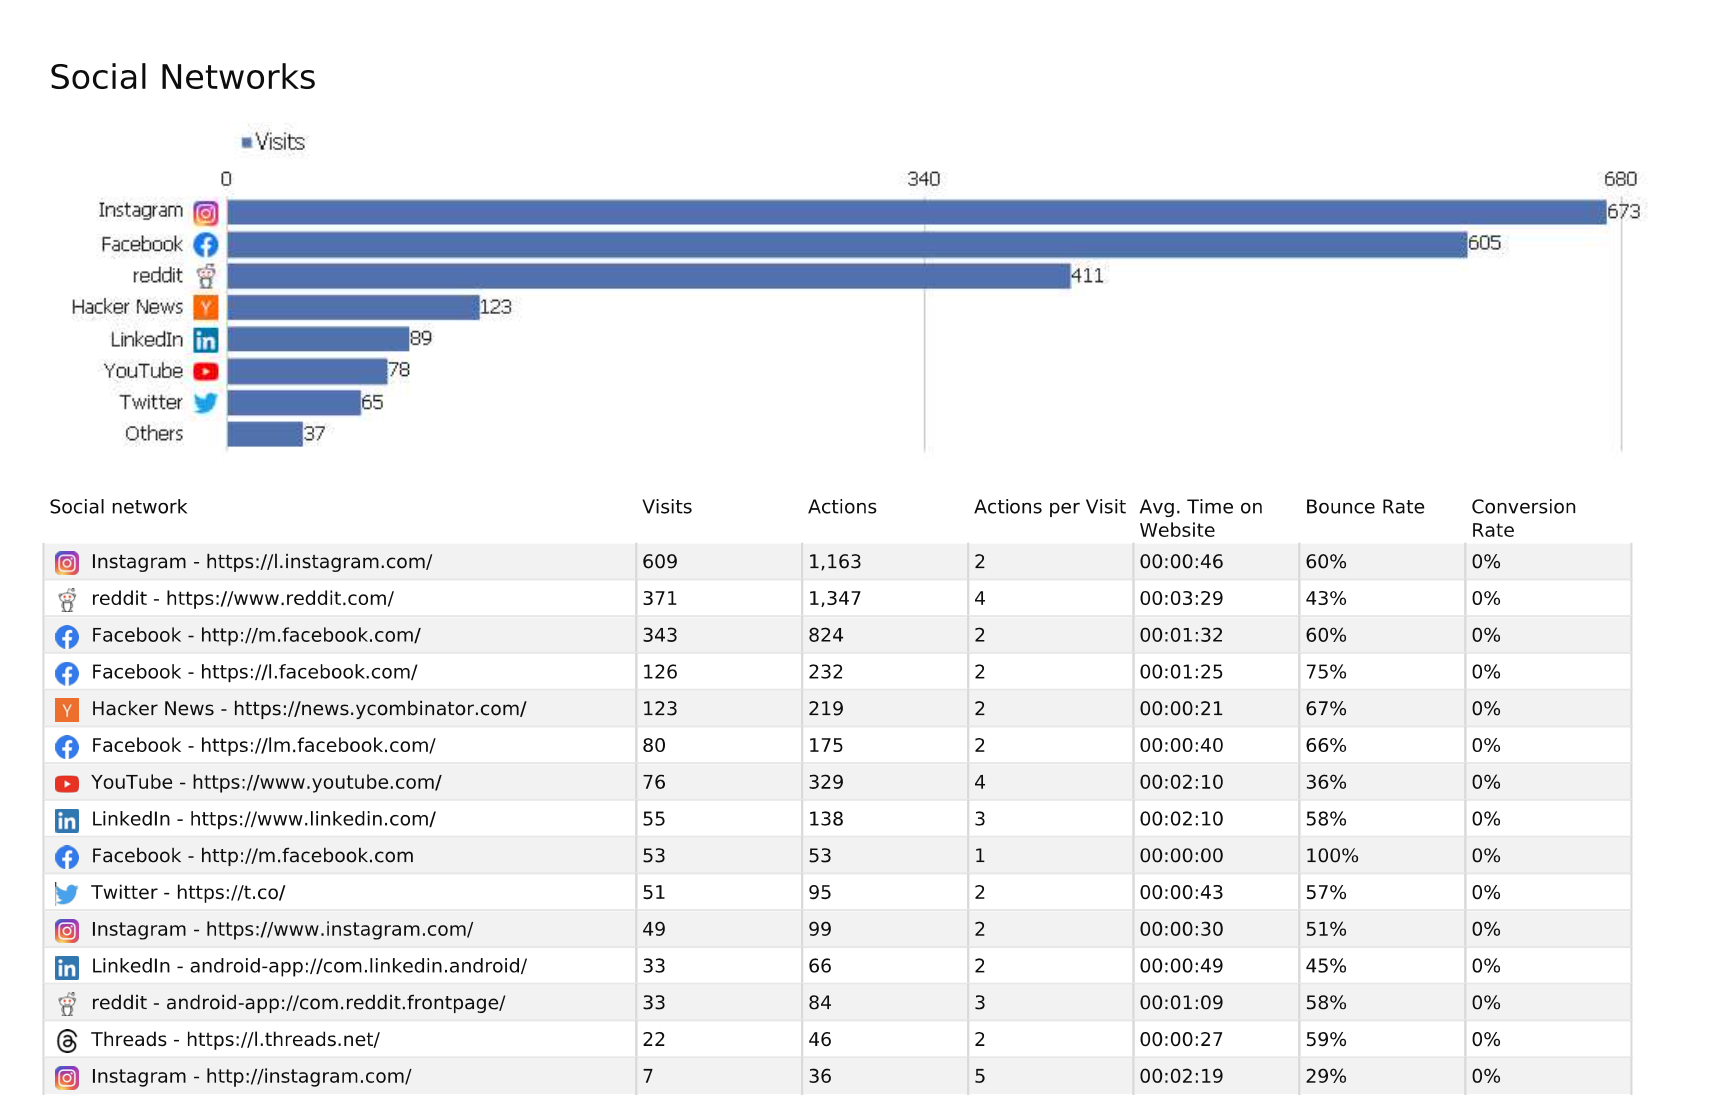 Social Networks
Visits
0 340 680
Instagram 673
Facebook 605
reddit 411
Hacker News 123
LinkedIn 89
YouTube 78
Twitter 65
Others 37
Social network Visits Actions Actions per Visit Avg. Time on Website Bounce Rate Conversion Rate
Instagram - https://l.instagram.com/ 609 1,163 2 00:00:46 60% 0%
reddit - https://www.reddit.com/ 371 1,347 4 00:03:29 43% 0%
Facebook - http://m.facebook.com/ 343 824 2 00:01:32 60% 0%
Facebook - https://l.facebook.com/ 126 232 2 00:01:25 75% 0%
Hacker News - https://news.ycombinator.com/ 123 219 2 00:00:21 67% 0%
Facebook - https://lm.facebook.com/ 80 175 2 00:00:40 66% 0%
YouTube - https://www.youtube.com/ 76 329 4 00:02:10 36% 0%
LinkedIn - https://www.linkedin.com/ 55 138 3 00:02:10 58% 0%
Facebook - http://m.facebook.com 53 53 1 00:00:00 100% 0%
Twitter - https://t.co/ 51 95 2 00:00:43 57% 0%
Instagram - https://www.instagram.com/ 49 99 2 00:00:30 51% 0%
LinkedIn - android-app://com.linkedin.android/ 33 66 2 00:00:49 45% 0%
reddit - android-app://com.reddit.frontpage/ 33 84 3 00:01:09 58% 0%
Threads - https://l.threads.net/ 22 46 2 00:00:27 59% 0%
Instagram - http://instagram.com/ 7 36 5 00:02:19 29% 0%